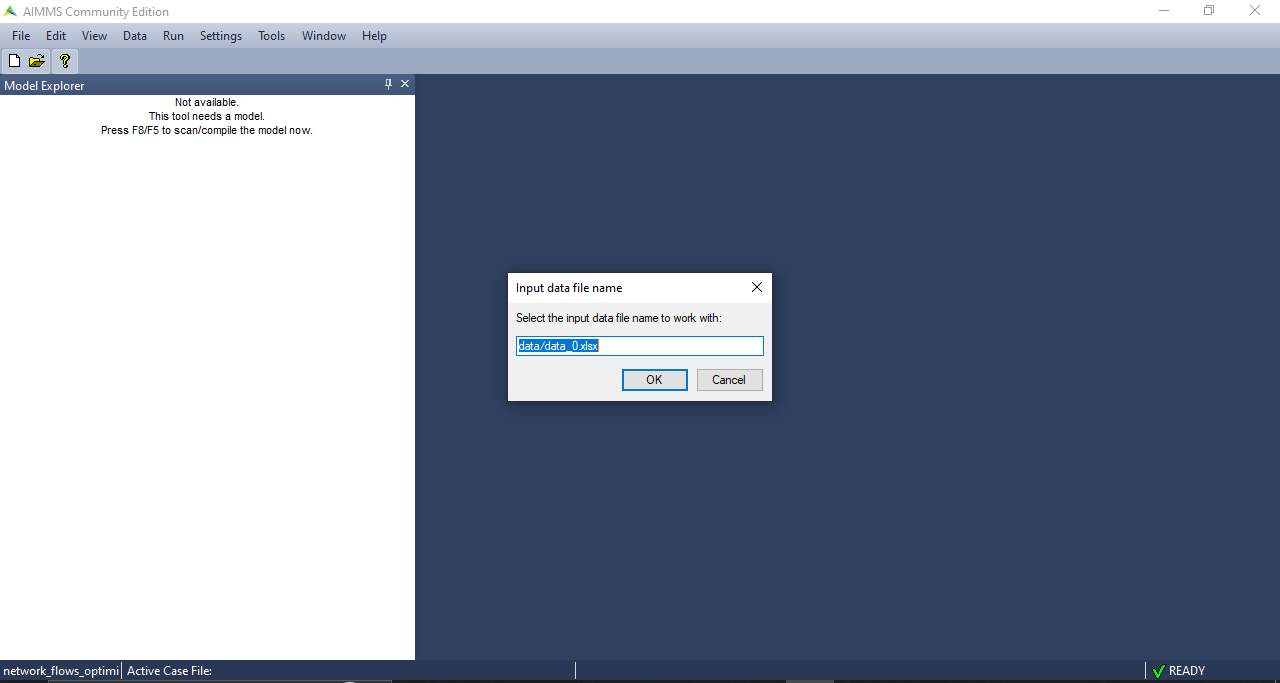 AIMMS Community Edition
File Edit View Data Run Settings Tools Window Help
?
Model Explorer
Not available.
This tool needs a model.
Press F8/F5 to scan/compile the model now.
Input data file name
Select the input data file name to work with:
data/data_0.xlsx
OK Cancel
network_flows_optimi Active Case File: READY